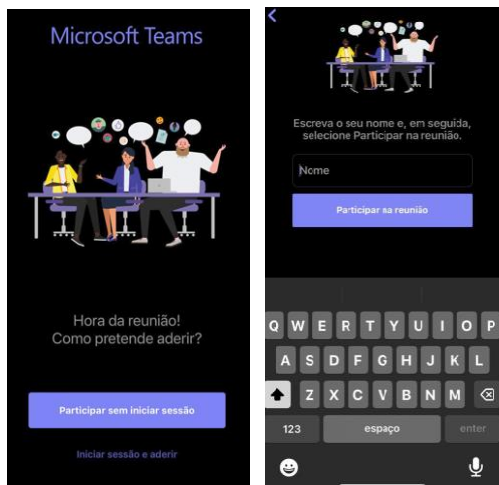 Microsoft Teams
Hora da reunião!
Como pretende aderir?
Participar sem iniciar sessão
Iniciar sessão e aderir
Escreva o seu nome e, em seguida,
selecione Participar na reunião.
Nome
Participar na reunião
Q W E R T Y U I O P
A S D F G H J K L
Z X C V B N M
123 espaço enter